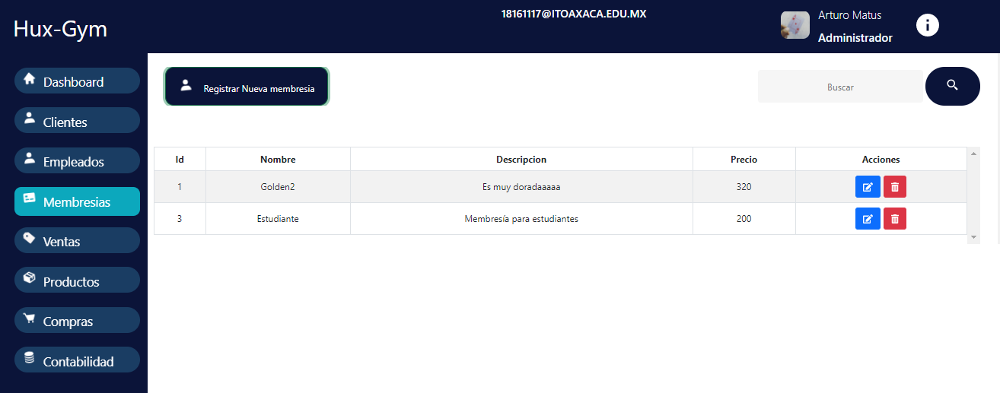 18161117@ITOAXACA.EDU.MX
Arturo Matus
Administrador
Hux-Gym
Dashboard
Clientes
Empleados
Membresias
Ventas
Productos
Compras
Contabilidad
Registrar Nueva membresia
Buscar
Id Nombre Descripcion Precio Acciones
1 Golden2 Es muy doradaaaaa 320
3 Estudiante Membresía para estudiantes 200